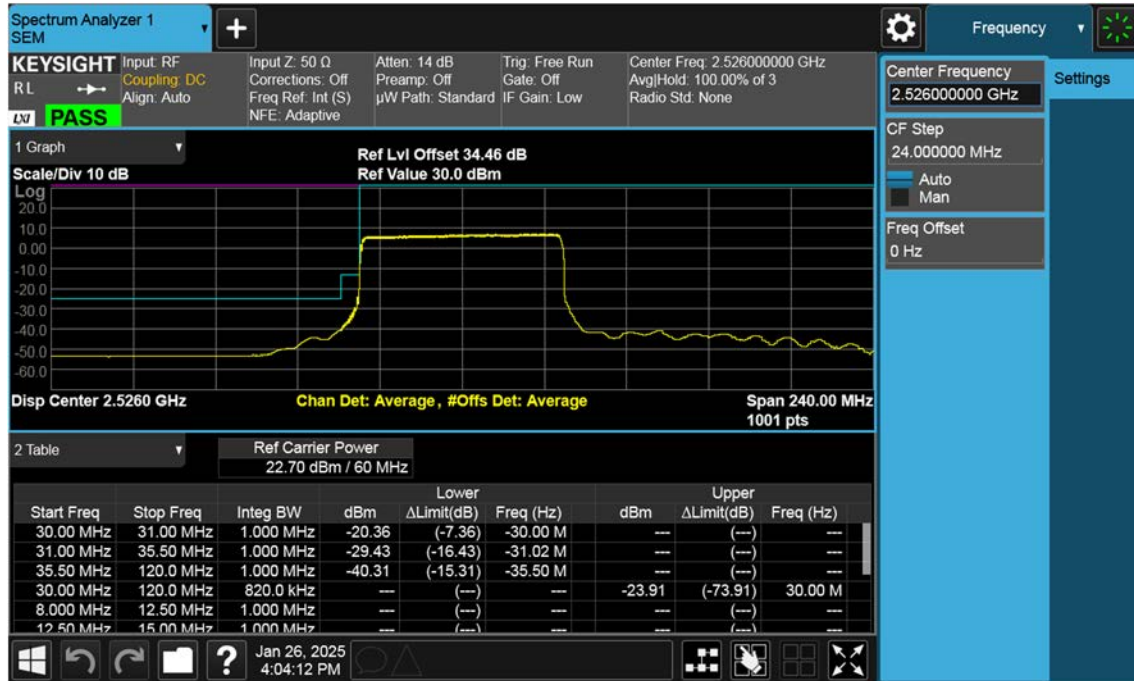 Spectrum Analyzer 1
SEM
Frequency
KEYSIGHT
R L
LXI
PASS
Input: RF
Coupling: DC
Align: Auto
Input Z: 50 Ω
Corrections: Off
Freq Ref: Int (S)
NFE: Adaptive
Atten: 14 dB
Preamp: Off
µW Path: Standard
Trig: Free Run
Gate: Off
IF Gain: Low
Center Freq: 2.526000000 GHz
Avg|Hold: 100.00% of 3
Radio Std: None
Center Frequency
2.526000000 GHz
Settings
CF Step
24.000000 MHz
Auto
Man
Freq Offset
0 Hz
1 Graph
Scale/Div 10 dB
Ref Lvl Offset 34.46 dB
Ref Value 30.0 dBm
Log
20.0
10.0
0.00
-10.0
-20.0
-30.0
-40.0
-50.0
-60.0
Disp Center 2.5260 GHz
Chan Det: Average, #Offs Det: Average
Span 240.00 MHz
1001 pts
2 Table
Ref Carrier Power
22.70 dBm / 60 MHz
Lower Upper
Start Freq Stop Freq Integ BW dBm ΔLimit(dB) Freq (Hz) dBm ΔLimit(dB) Freq (Hz)
30.00 MHz 31.00 MHz 1.000 MHz -20.36 (-7.36) -30.00 M --- (---) ---
31.00 MHz 35.50 MHz 1.000 MHz -29.43 (-16.43) -31.02 M --- (---) ---
35.50 MHz 120.0 MHz 1.000 MHz -40.31 (-15.31) -35.50 M --- (---) ---
30.00 MHz 120.0 MHz 820.0 kHz --- (---) --- -23.91 (-73.91) 30.00 M
8.000 MHz 12.50 MHz 1.000 MHz --- (---) --- --- (---) ---
12.50 MHz 15.00 MHz 1.000 MHz --- (---) --- --- (---) ---
?
Jan 26, 2025
4:04:12 PM